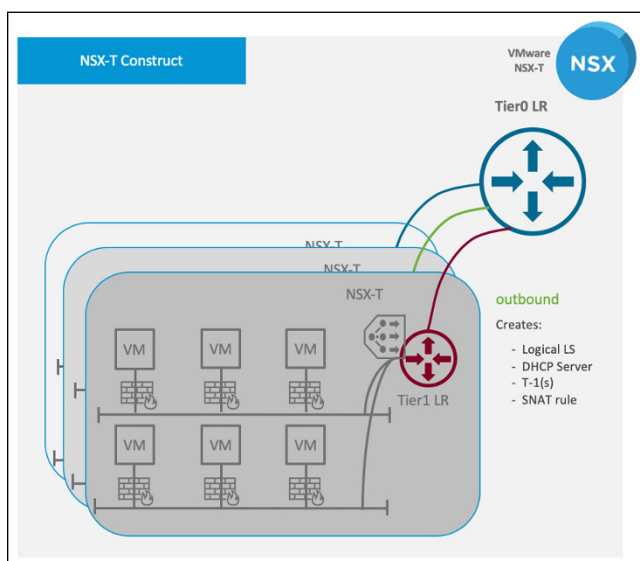 NSX-T Construct
VMware
NSX-T
NSX
Tier0 LR
NSX-T
NSX-T
NSX-T
VM
VM
VM
Tier1 LR
VM
VM
VM
outbound
Creates:
- Logical LS
- DHCP Server
- T-1(s)
- SNAT rule